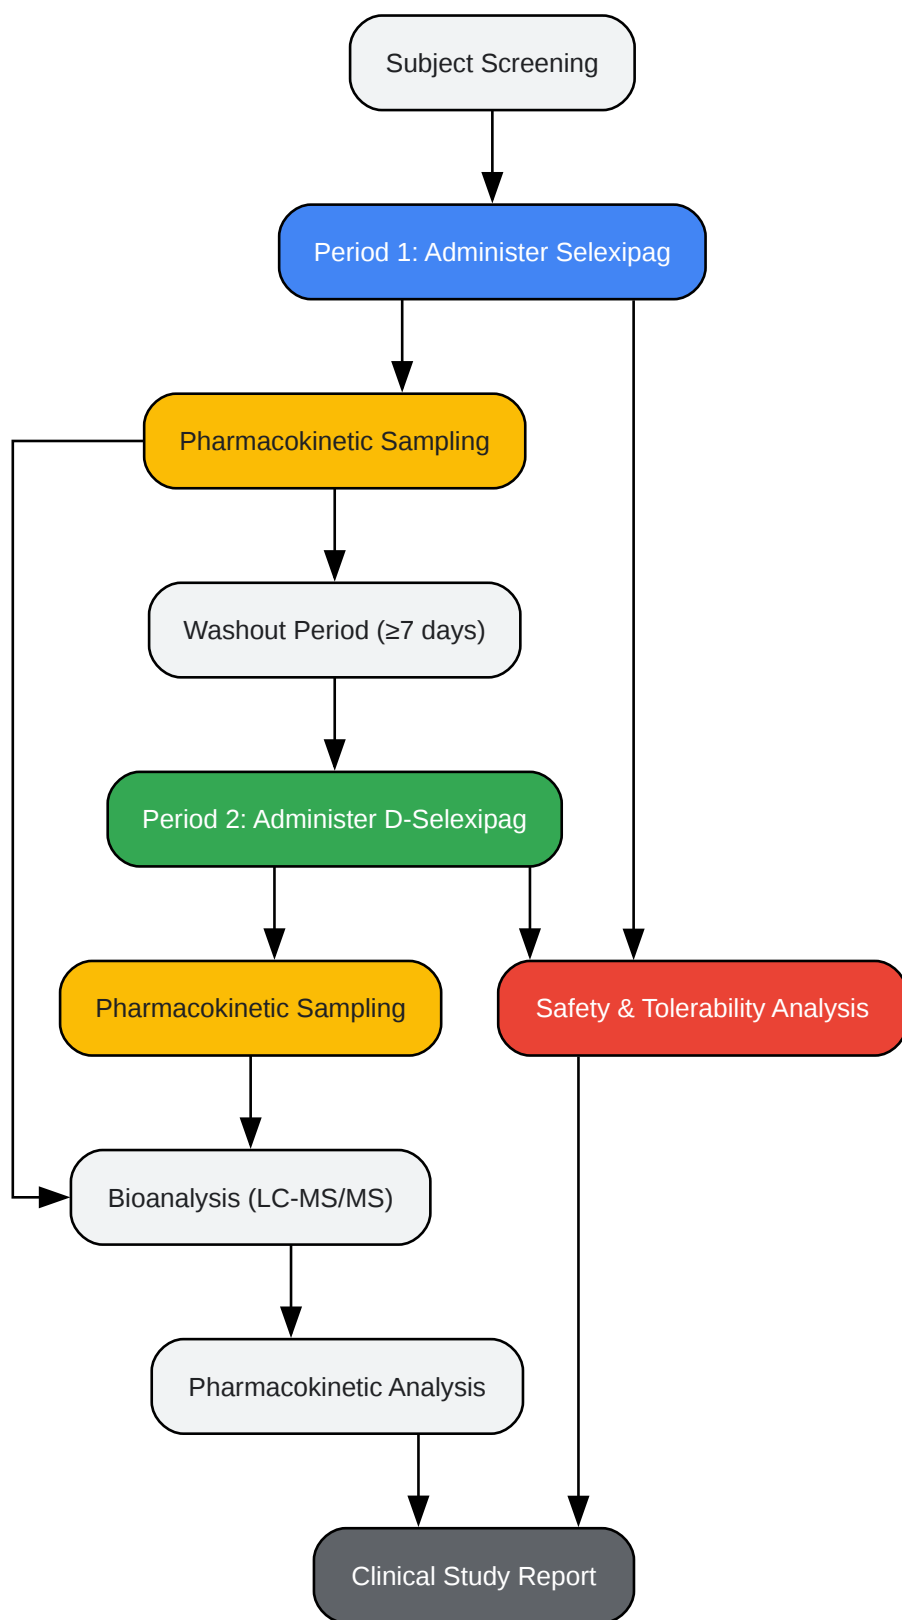 Subject Screening
Period 1: Administer Selexipag
Pharmacokinetic Sampling
Washout Period (≥7 days)
Period 2: Administer D-Selexipag
Pharmacokinetic Sampling
Safety & Tolerability Analysis
Bioanalysis (LC-MS/MS)
Pharmacokinetic Analysis
Clinical Study Report